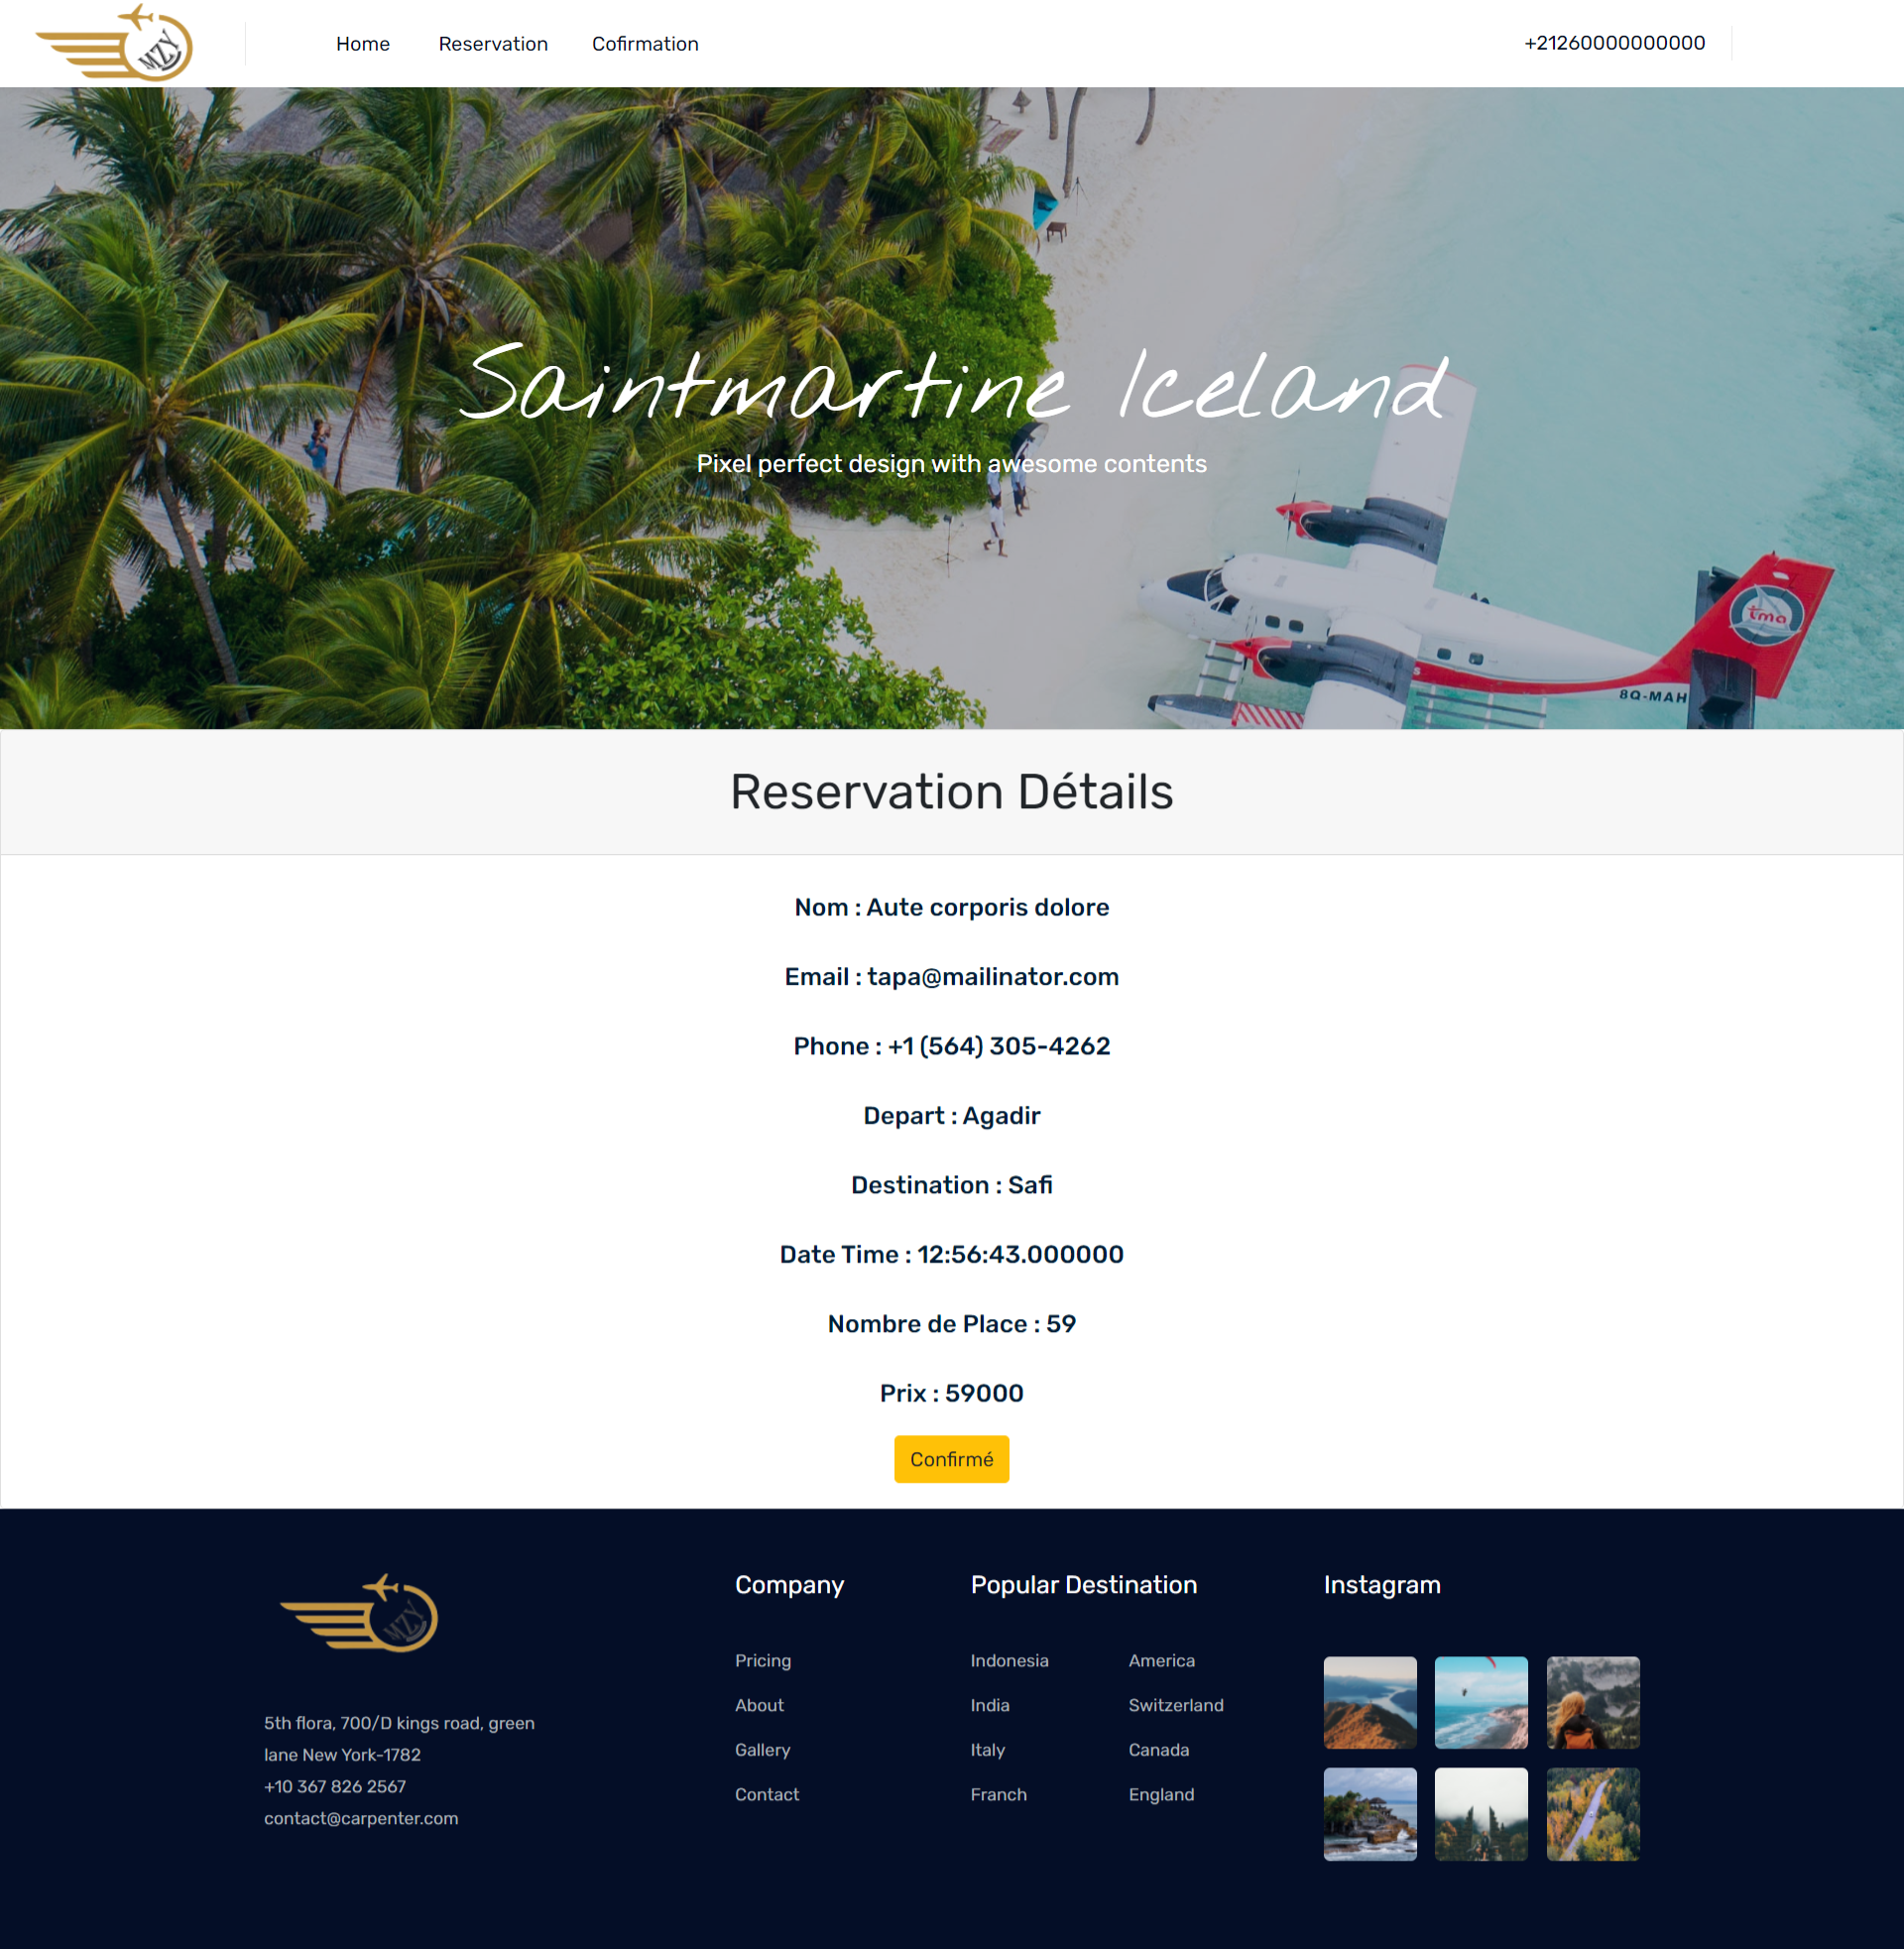 MZY
Home Reservation Cofirmation +21260000000000
Saintmartine Iceland
Pixel perfect design with awesome contents
tma
8Q-MAH
Reservation Détails
Nom : Aute corporis dolore
Email : tapa@mailinator.com
Phone : +1 (564) 305-4262
Depart : Agadir
Destination : Safi
Date Time : 12:56:43.000000
Nombre de Place : 59
Prix : 59000
Confirmé
MZY
5th flora, 700/D kings road, green
lane New York-1782
+10 367 826 2567
contact@carpenter.com
Company
Pricing
About
Gallery
Contact
Popular Destination
Indonesia America
India Switzerland
Italy Canada
Franch England
Instagram